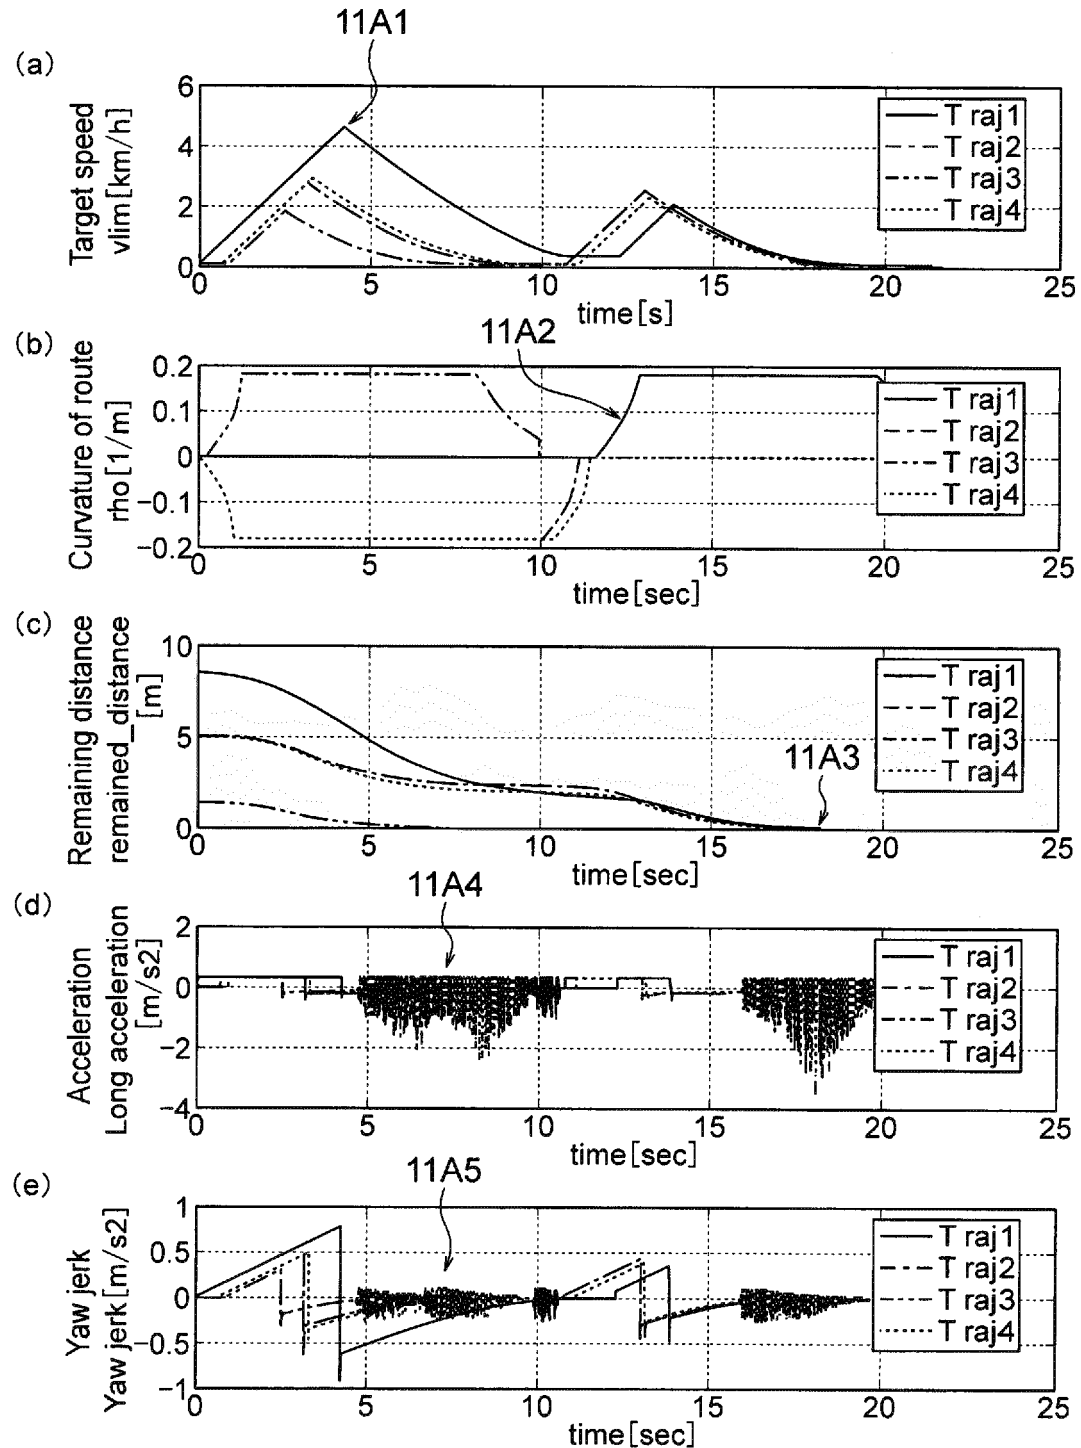 11A1
(a)
Target speed
vlim[km/h]
6
4
2
0
T raj1
T raj2
T raj3
T raj4
0 5 10 15 20 25
time[s]
11A2
(b)
Curvature of route
rho[1/m]
0.2
0.1
0
-0.1
-0.2
T raj1
T raj2
T raj3
T raj4
0 5 10 15 20 25
time[sec]
(c)
Remaining distance
remained_distance
[m]
10
5
0
T raj1
T raj2
T raj3
T raj4
11A3
0 5 10 15 20 25
time[sec]
11A4
(d)
Acceleration
Long acceleration
[m/s2]
2
0
-2
-4
T raj1
T raj2
T raj3
T raj4
0 5 10 15 20 25
time[sec]
11A5
(e)
Yaw jerk
Yaw jerk[m/s2]
1
0.5
0
-0.5
-1
T raj1
T raj2
T raj3
T raj4
0 5 10 15 20 25
time[sec]